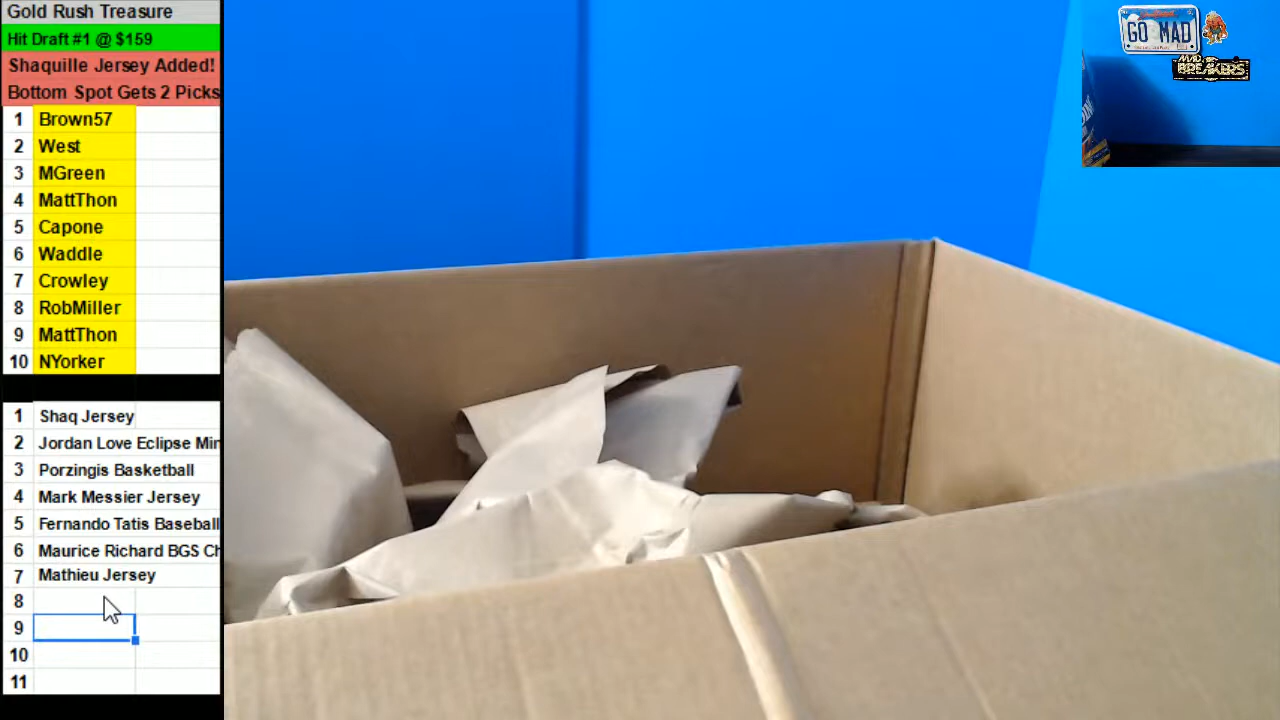 Gold Rush Treasure
Hit Draft #1 @ $159
Shaquille Jersey Added!
Bottom Spot Gets 2 Picks
1 Brown57
2 West
3 MGreen
4 MattThon
5 Capone
6 Waddle
7 Crowley
8 RobMiller
9 MattThon
10 NYorker
1 Shaq Jersey
2 Jordan Love Eclipse Min
3 Porzingis Basketball
4 Mark Messier Jersey
5 Fernando Tatis Baseball
6 Maurice Richard BGS Ch
7 Mathieu Jersey
8
9
10
11
GO MAD
MAD
BREAKERS